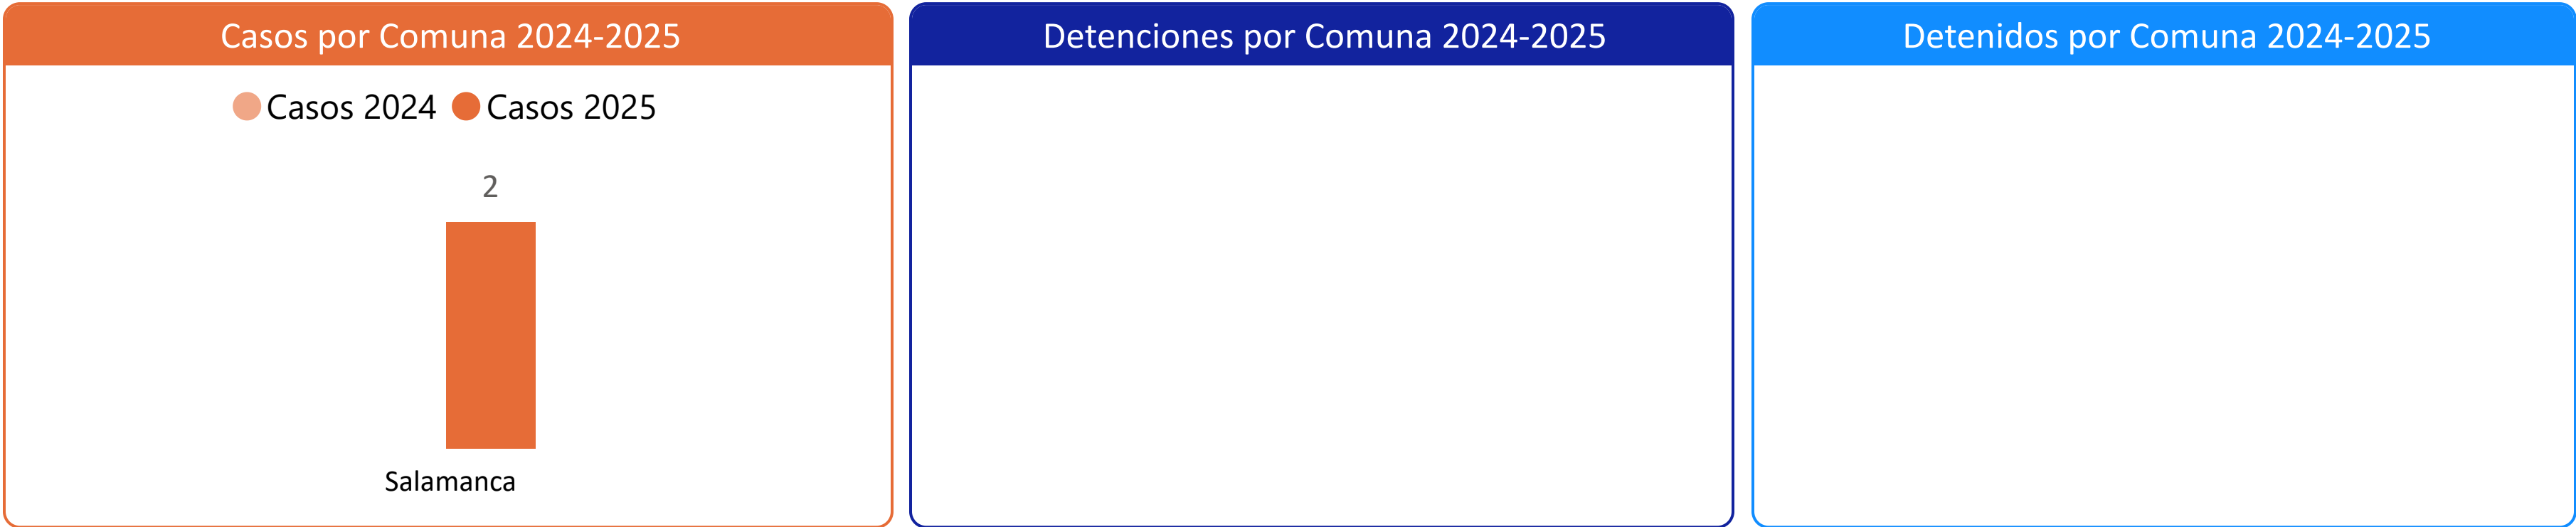 Casos por Comuna 2024-2025
Casos 2024 Casos 2025
2
Salamanca
Detenciones por Comuna 2024-2025
Detenidos por Comuna 2024-2025